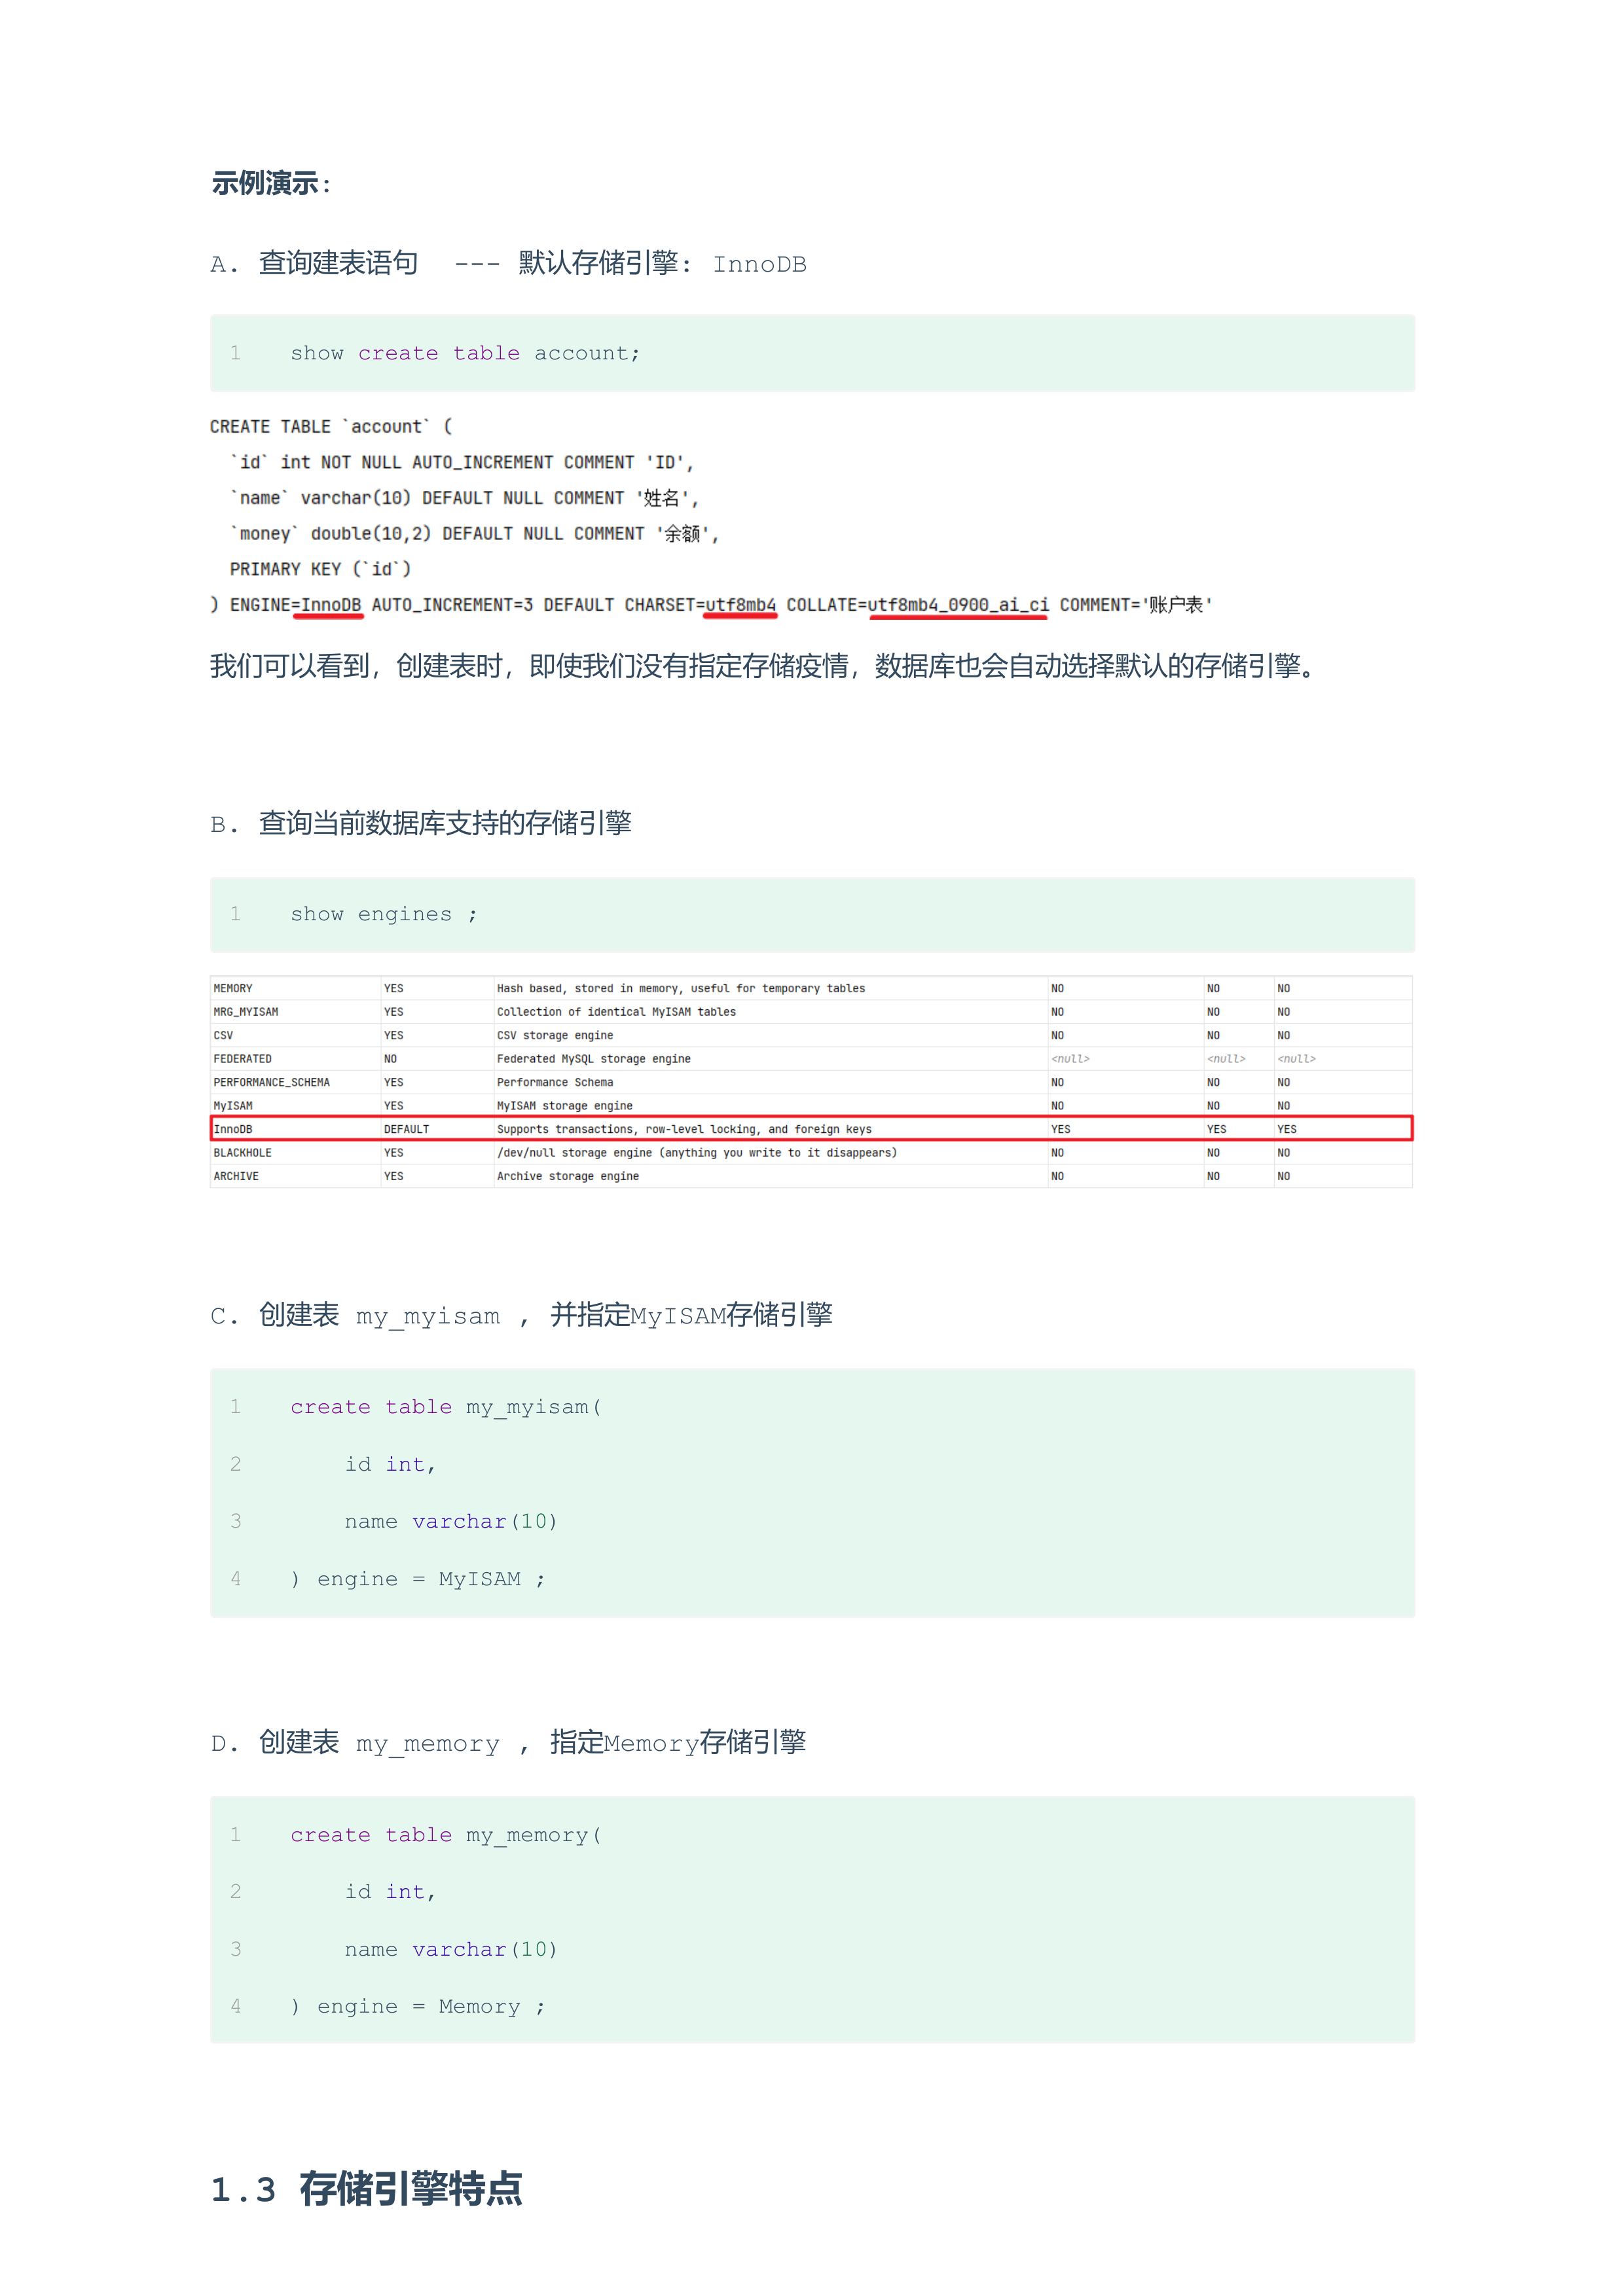 示例演示：
A. 查询建表语句 --- 默认存储引擎: InnoDB
1 show create table account;
CREATE TABLE `account` (
`id` int NOT NULL AUTO_INCREMENT COMMENT 'ID',
`name` varchar(10) DEFAULT NULL COMMENT '姓名',
`money` double(10,2) DEFAULT NULL COMMENT '余额',
PRIMARY KEY (`id`)
) ENGINE=InnoDB AUTO_INCREMENT=3 DEFAULT CHARSET=utf8mb4 COLLATE=utf8mb4_0900_ai_ci COMMENT='账户表'
我们可以看到，创建表时，即使我们没有指定存储疫情，数据库也会自动选择默认的存储引擎。
B. 查询当前数据库支持的存储引擎
1 show engines ;
MEMORY YES Hash based, stored in memory, useful for temporary tables NO NO NO
MRG_MYISAM YES Collection of identical MyISAM tables NO NO NO
CSV YES CSV storage engine NO NO NO
FEDERATED NO Federated MySQL storage engine <null> <null> <null>
PERFORMANCE_SCHEMA YES Performance Schema NO NO NO
MyISAM YES MyISAM storage engine NO NO NO
InnoDB DEFAULT Supports transactions, row-level locking, and foreign keys YES YES YES
BLACKHOLE YES /dev/null storage engine (anything you write to it disappears) NO NO NO
ARCHIVE YES Archive storage engine NO NO NO
C. 创建表 my_myisam , 并指定MyISAM存储引擎
1 create table my_myisam(
2 id int,
3 name varchar(10)
4 ) engine = MyISAM ;
D. 创建表 my_memory , 指定Memory存储引擎
1 create table my_memory(
2 id int,
3 name varchar(10)
4 ) engine = Memory ;
1.3 存储引擎特点